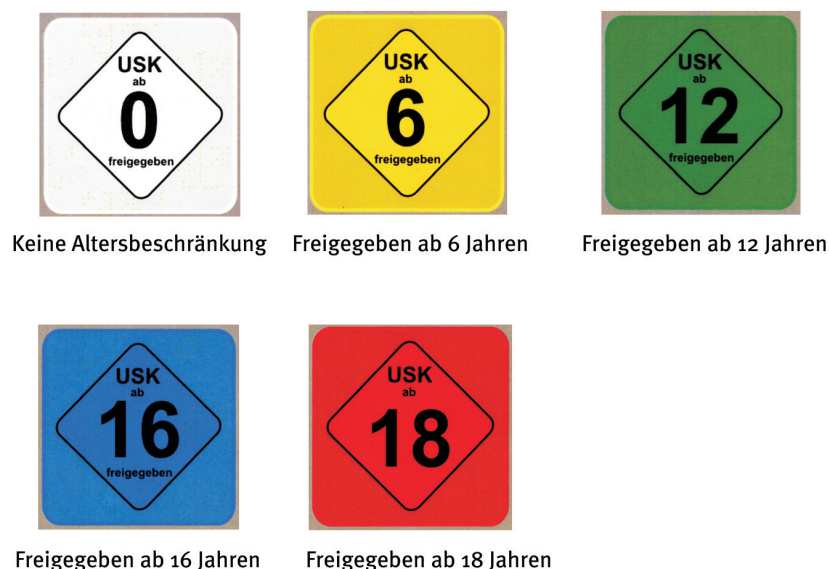 USK
ab
0
freigegeben
USK
ab
6
freigegeben
USK
ab
12
freigegeben
Keine Altersbeschränkung
Freigegeben ab 6 Jahren
Freigegeben ab 12 Jahren
USK
ab
16
freigegeben
USK
ab
18
Freigegeben ab 16 Jahren
Freigegeben ab 18 Jahren